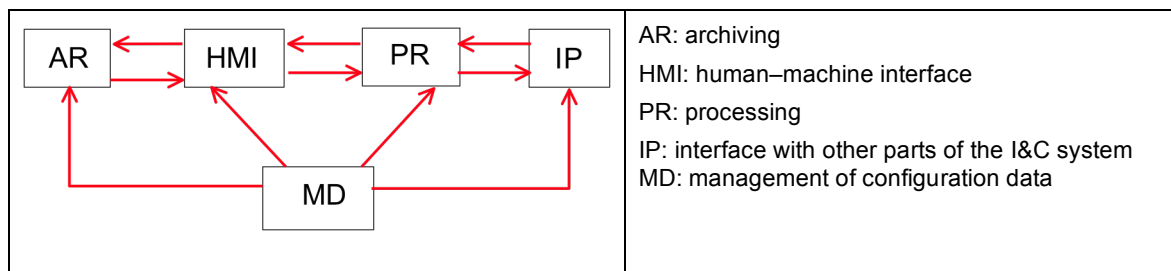 AR
HMI
PR
IP
MD
AR: archiving
HMI: human–machine interface
PR: processing
IP: interface with other parts of the I&C system
MD: management of configuration data